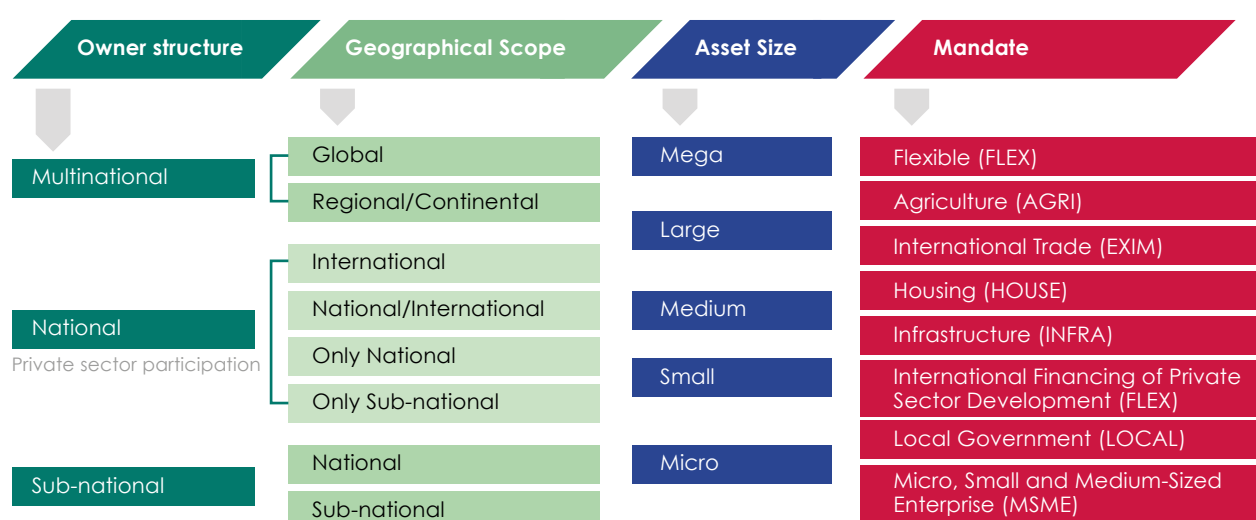 Owner structure
Geographical Scope
Asset Size
Mandate
Multinational
National
Private sector participation
Sub-national
Global
Regional/Continental
International
National/International
Only National
Only Sub-national
National
Sub-national
Mega
Large
Medium
Small
Micro
Flexible (FLEX)
Agriculture (AGRI)
International Trade (EXIM)
Housing (HOUSE)
Infrastructure (INFRA)
International Financing of Private
Sector Development (FLEX)
Local Government (LOCAL)
Micro, Small and Medium-Sized
Enterprise (MSME)